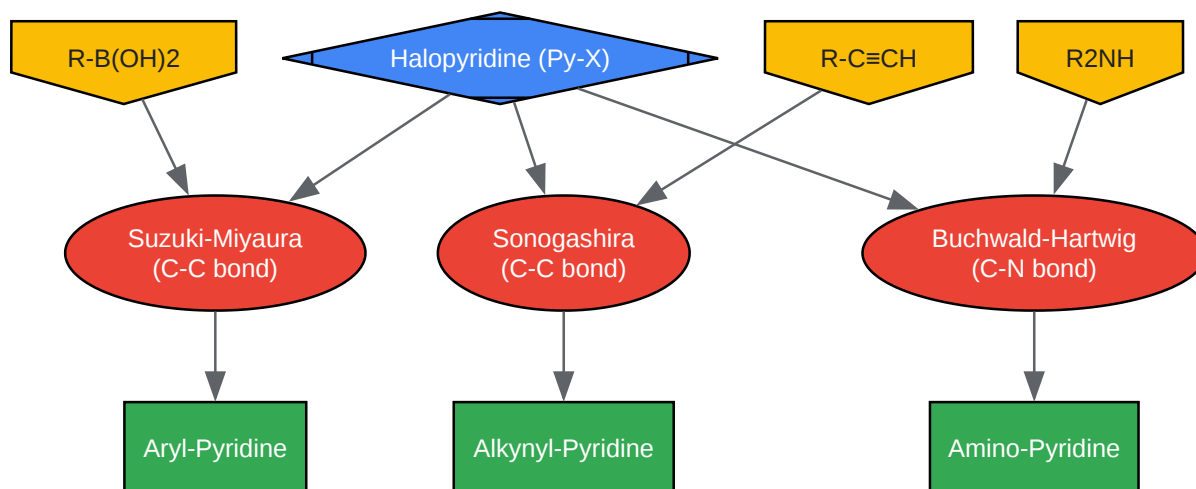 R-B(OH)2
Halopyridine (Py-X)
R-C≡CH
R2NH
Suzuki-Miyaura
(C-C bond)
Sonogashira
(C-C bond)
Buchwald-Hartwig
(C-N bond)
Aryl-Pyridine
Alkynyl-Pyridine
Amino-Pyridine